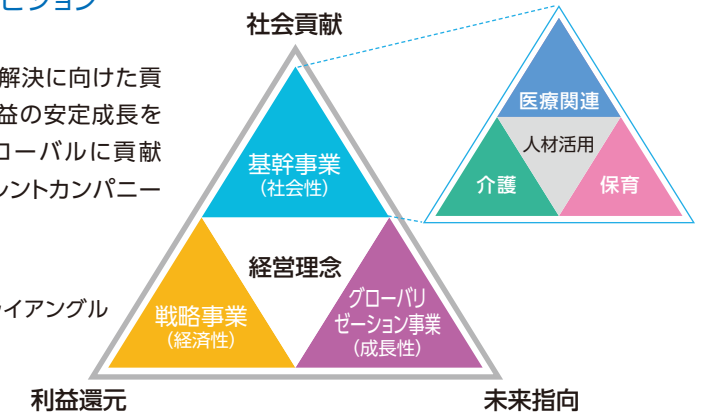 ビジョン
解決に向けた貢
益の安定成長を
ローバルに貢献
レントカンパニー
イアングル
社会貢献
基幹事業
(社会性)
経営理念
戦略事業
(経済性)
グローバリ
ゼーション事業
(成長性)
利益還元
未来指向
医療関連
人材活用
介護
保育